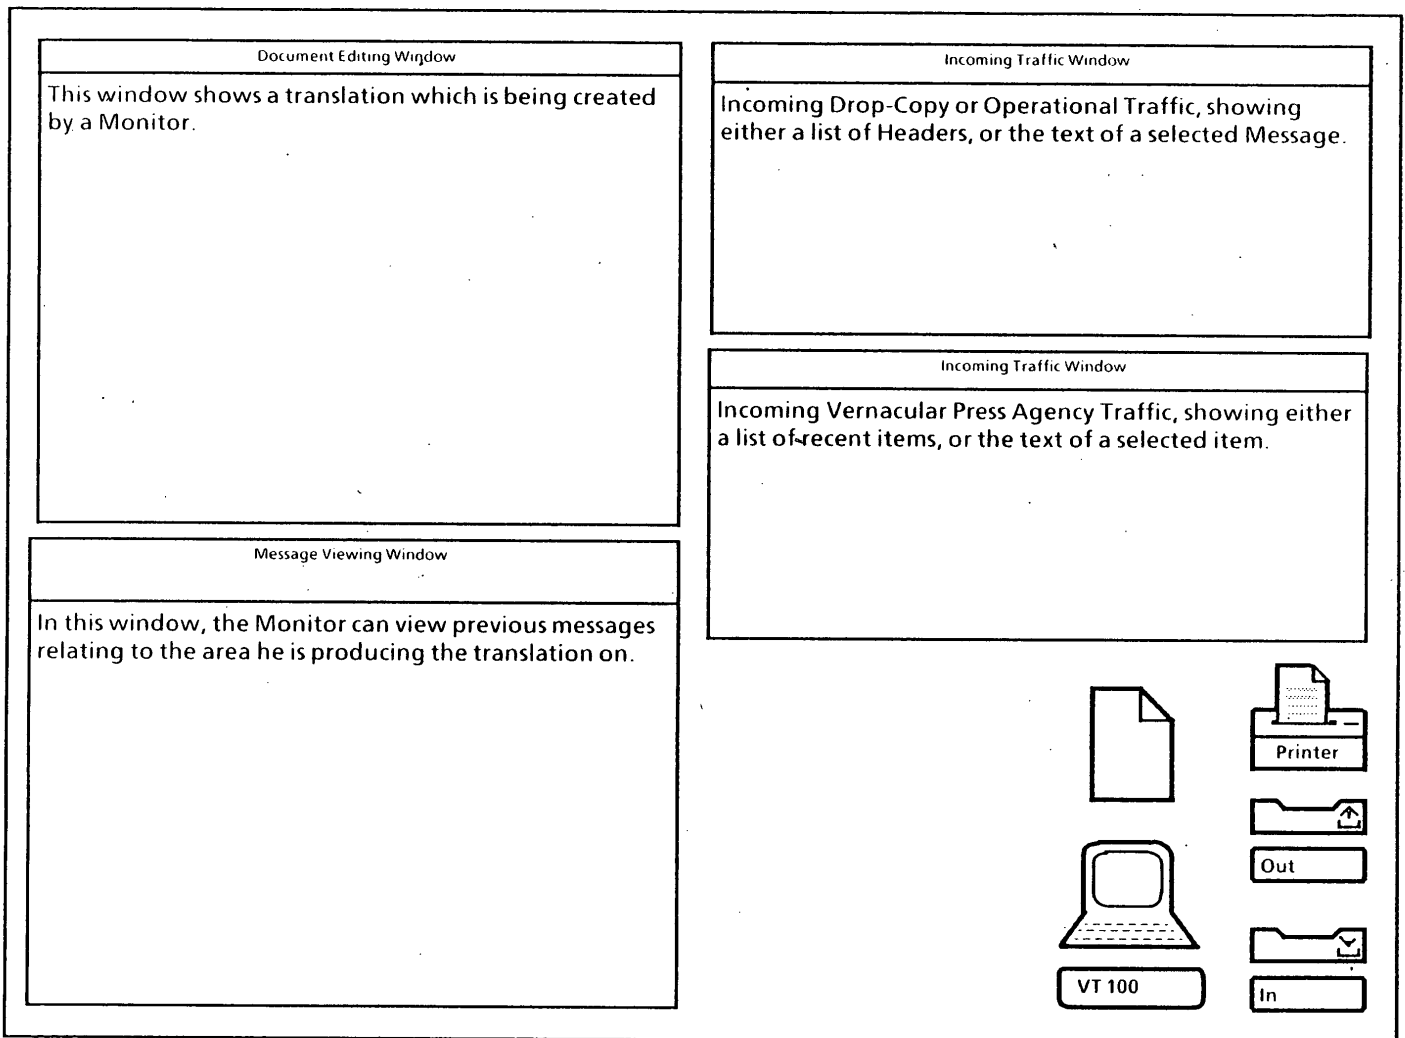 Document Editing Window
This window shows a translation which is being created
by a Monitor.
Message Viewing Window
In this window, the Monitor can view previous messages
relating to the area he is producing the translation on.
Incoming Traffic Window
Incoming Drop-Copy or Operational Traffic, showing
either a list of Headers, or the text of a selected Message.
Incoming Traffic Window
Incoming Vernacular Press Agency Traffic, showing either
a list of recent items, or the text of a selected item.
Printer
Out
VT 100
In